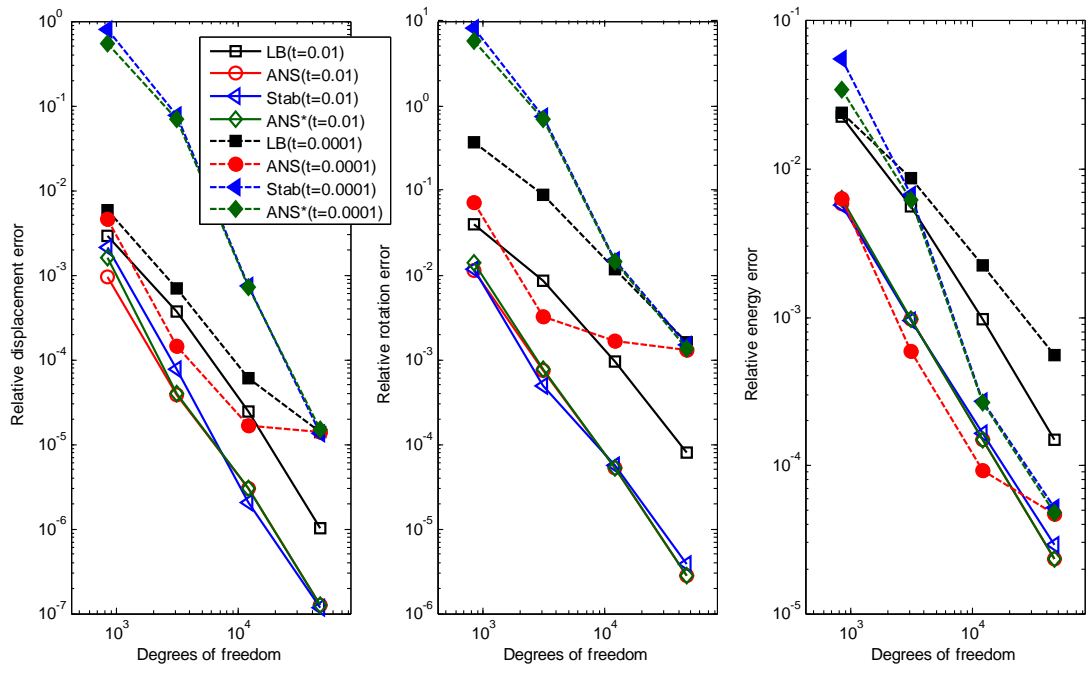 Relative displacement error
10^0
10^-1
10^-2
10^-3
10^-4
10^-5
10^-6
10^-7
10^3
10^4
Degrees of freedom
LB(t=0.01)
ANS(t=0.01)
Stab(t=0.01)
ANS*(t=0.01)
LB(t=0.0001)
ANS(t=0.0001)
Stab(t=0.0001)
ANS*(t=0.0001)
Relative rotation error
10^1
10^0
10^-1
10^-2
10^-3
10^-4
10^-5
10^-6
10^3
10^4
Degrees of freedom
Relative energy error
10^-1
10^-2
10^-3
10^-4
10^-5
10^3
10^4
Degrees of freedom